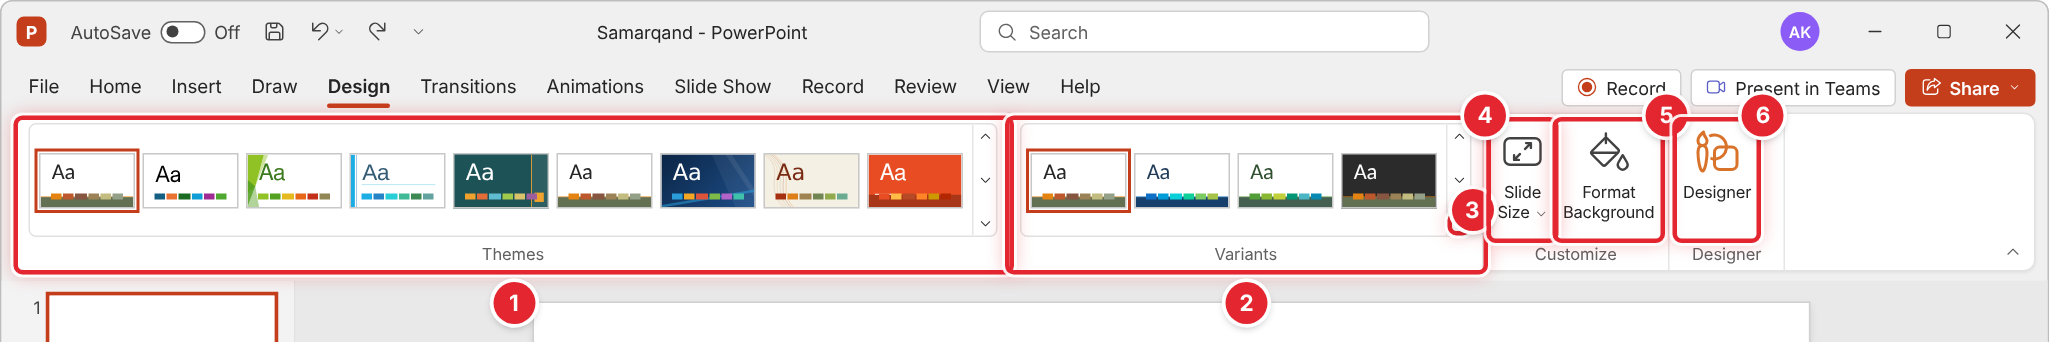 P AutoSave Off Samarqand - PowerPoint Search AK
File Home Insert Draw Design Transitions Animations Slide Show Record Review View Help Record Present in Teams Share
4 5 6
Aa Aa Aa Aa Aa Aa Aa Aa Aa Aa Aa Aa Aa
3
Slide Size
Format Background
Designer
Themes Variants Customize Designer
1 1 2